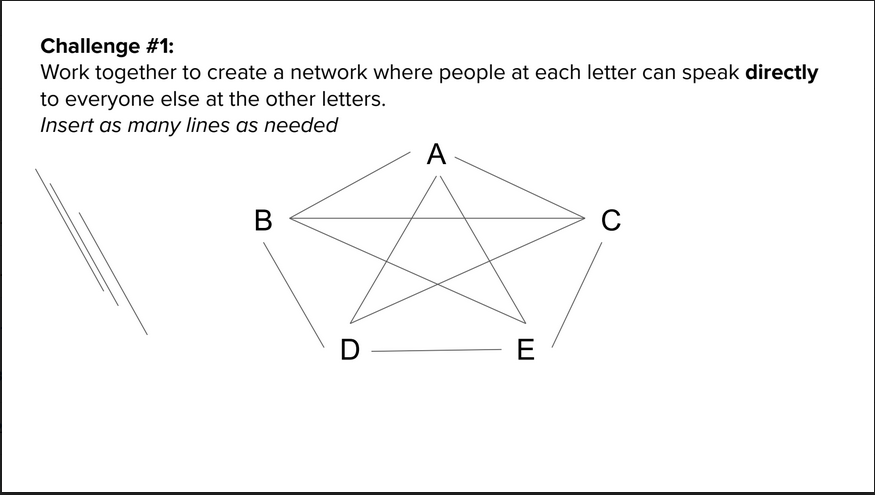 Challenge #1:
Work together to create a network where people at each letter can speak directly
to everyone else at the other letters.
Insert as many lines as needed
A
B
C
D
E